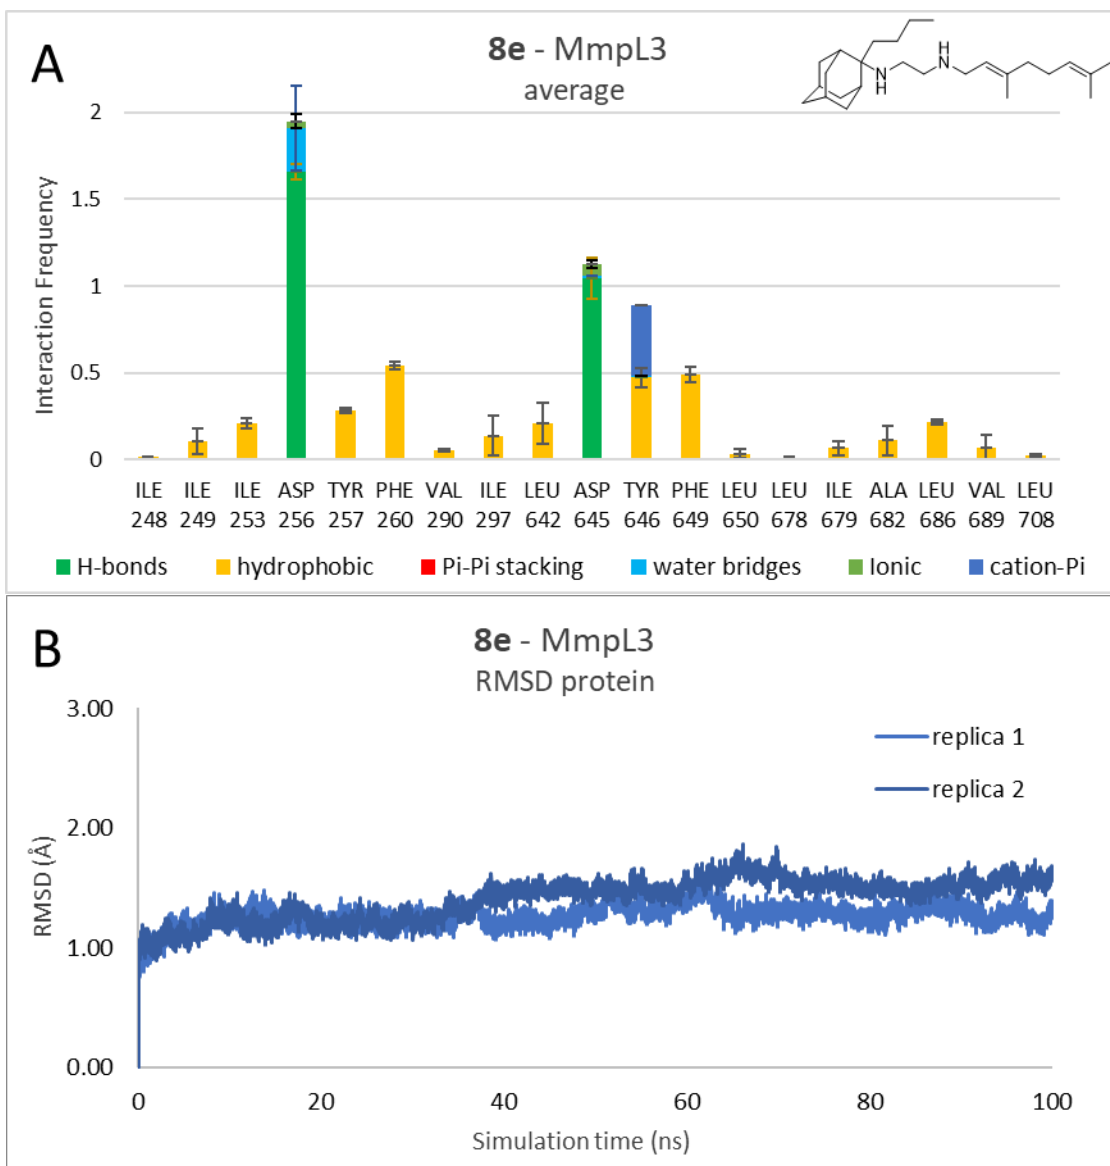 A
8e - MmpL3
average
N
H
H
N
Interaction Frequency
2
1.5
1
0.5
0
ILE ILE ILE ASP TYR PHE VAL ILE LEU ASP TYR PHE LEU LEU ILE ALA LEU VAL LEU
248 249 253 256 257 260 290 297 642 645 646 649 650 678 679 682 686 689 708
H-bonds hydrophobic Pi-Pi stacking water bridges Ionic cation-Pi
B
8e - MmpL3
RMSD protein
3.00
2.00
1.00
0.00
RMSD (Å)
replica 1
replica 2
0 20 40 60 80 100
Simulation time (ns)